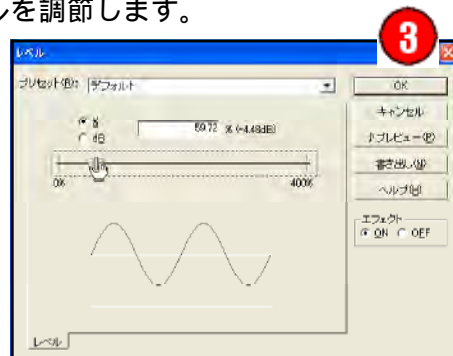 ルを調節します。
3
レベル
プリセット(R): デフォルト
OK
% 
59.72 % (-4.48dB)
dB
キャンセル
プレビュー(P)
書き出し(W)
ヘルプ(H)
0%
400%
エフェクト
ON OFF
レベル